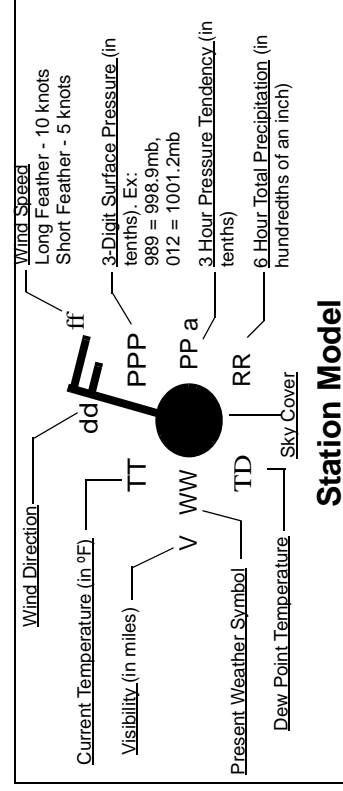 Wind Direction
Current Temperature (in ºF)
Visibility (in miles)
Present Weather Symbol
Dew Point Temperature
dd
ff
TT
PPP
V
WW
PP a
TD
RR
Sky Cover
Wind Speed
Long Feather - 10 knots
Short Feather - 5 knots
3-Digit Surface Pressure (in
tenths). Ex:
989 = 998.9mb,
012 = 1001.2mb
3 Hour Pressure Tendency (in
tenths)
6 Hour Total Precipitation (in
hundredths of an inch)
Station Model